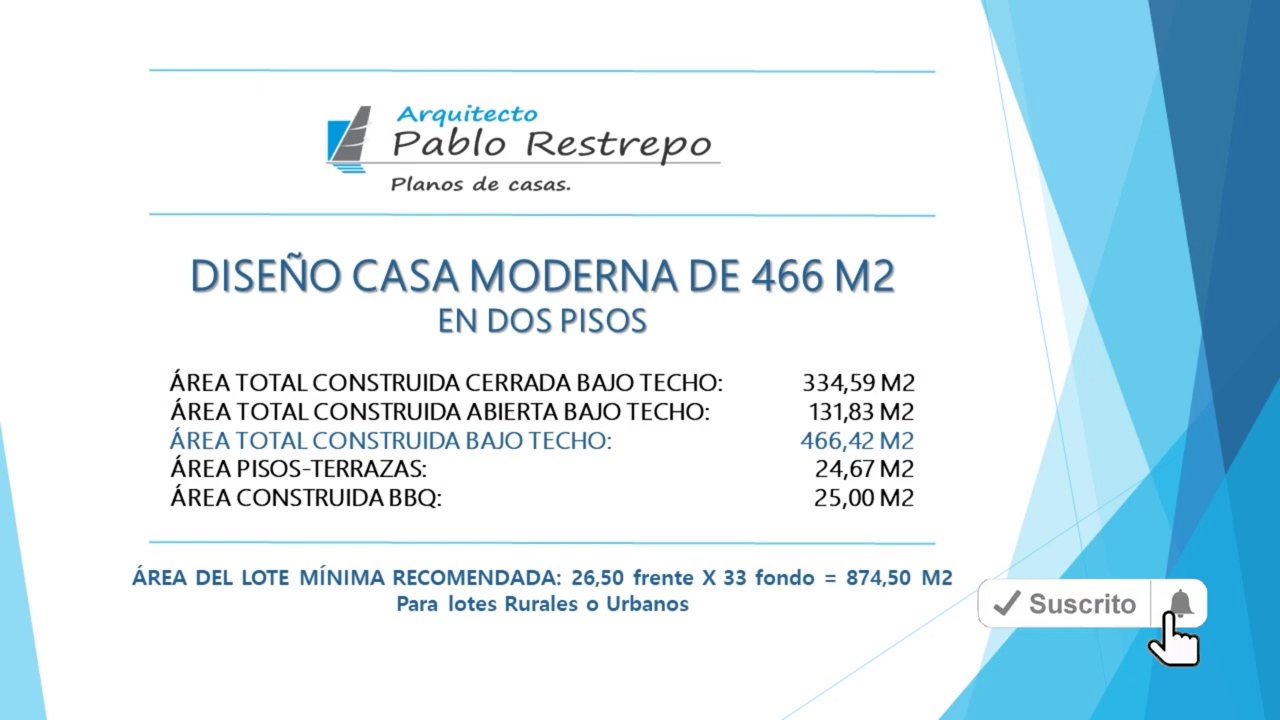 Arquitecto
Pablo Restrepo
Planos de casas.
DISEÑO CASA MODERNA DE 466 M2
EN DOS PISOS
ÁREA TOTAL CONSTRUIDA CERRADA BAJO TECHO: 334,59 M2
ÁREA TOTAL CONSTRUIDA ABIERTA BAJO TECHO: 131,83 M2
ÁREA TOTAL CONSTRUIDA BAJO TECHO: 466,42 M2
ÁREA PISOS-TERRAZAS: 24,67 M2
ÁREA CONSTRUIDA BBQ: 25,00 M2
ÁREA DEL LOTE MÍNIMA RECOMENDADA: 26,50 frente X 33 fondo = 874,50 M2
Para lotes Rurales o Urbanos
Suscrito